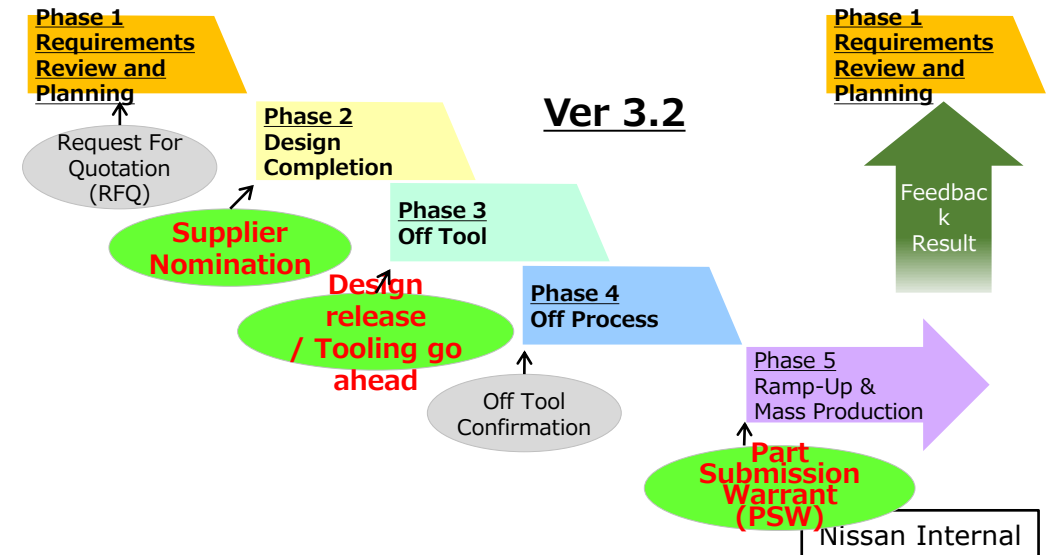 Phase 1
Requirements
Review and
Planning
Request For
Quotation
(RFQ)
Phase 2
Design
Completion
Supplier
Nomination
Ver 3.2
Phase 3
Off Tool
Design
release
/ Tooling go
ahead
Phase 4
Off Process
Off Tool
Confirmation
Phase 5
Ramp-Up &
Mass Production
Part
Submission
Warrant
(PSW)
Phase 1
Requirements
Review and
Planning
Feedbac
k
Result
Nissan Internal